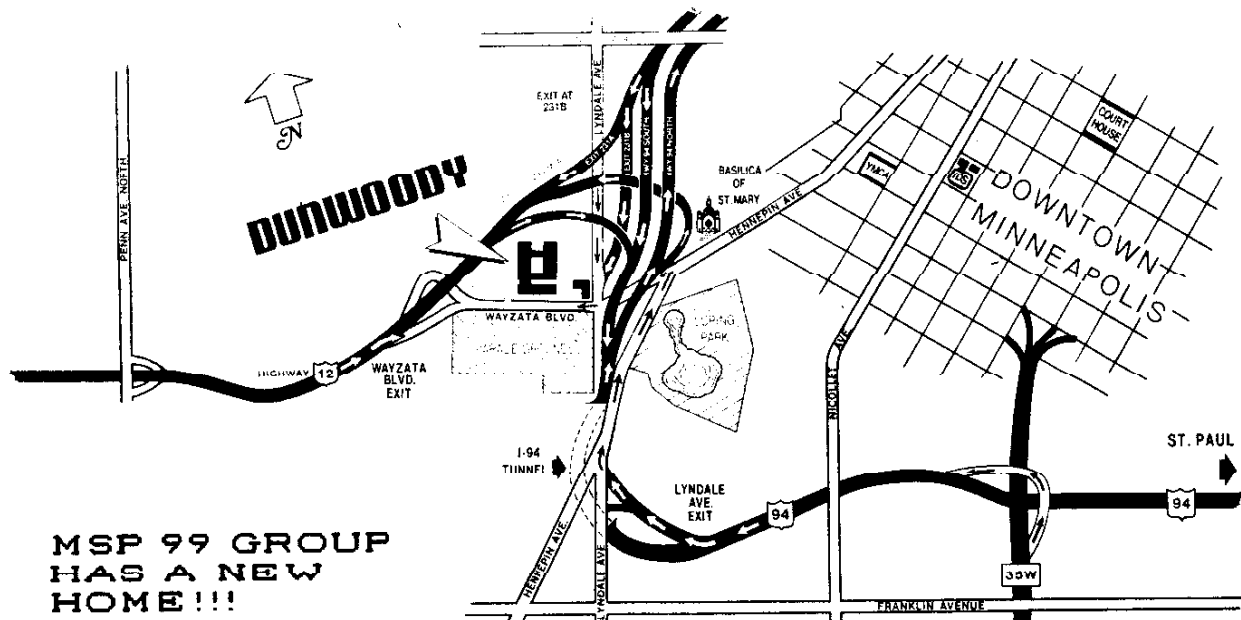 EXIT AT
231B
LYNDALE AVE
COURT
HOUSE
PENN AVE NORTH
N
DUNWOODY
EXIT 231A
EXIT 231B
HWY 94 SOUTH
HWY 94 NORTH
BASILICA
OF
ST. MARY
YMCA
IDS
DOWNTOWN
MINNEAPOLIS
HENNEPIN AVE
WAYZATA BLVD.
PARADE GROUNDS
LORING
PARK
HIGHWAY 12
WAYZATA
BLVD.
EXIT
NICOLLET AVE
I-94
TUNNEL
LYNDALE
AVE.
EXIT
94
ST. PAUL
94
MSP 99 GROUP
HAS A NEW
HOME!!!
HENNEPIN AVE.
LYNDALL AVE
35W
FRANKLIN AVENUE